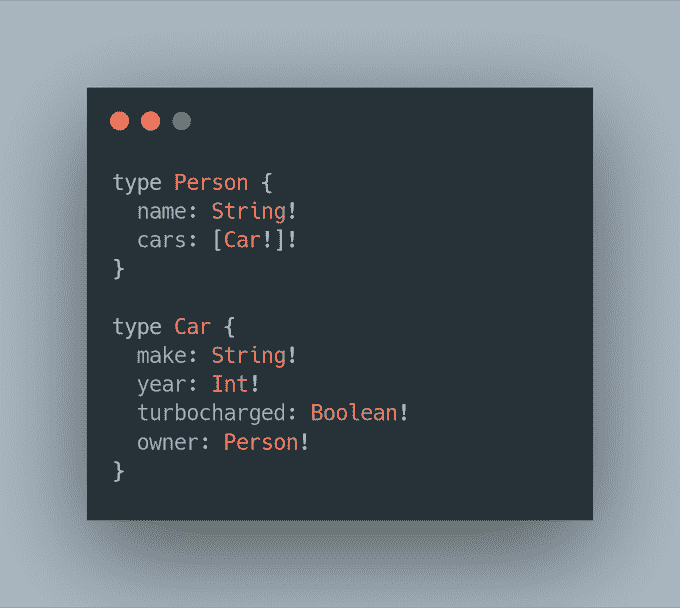 type Person {
  name: String!
  cars: [Car!]!
}

type Car {
  make: String!
  year: Int!
  turbocharged: Boolean!
  owner: Person!
}